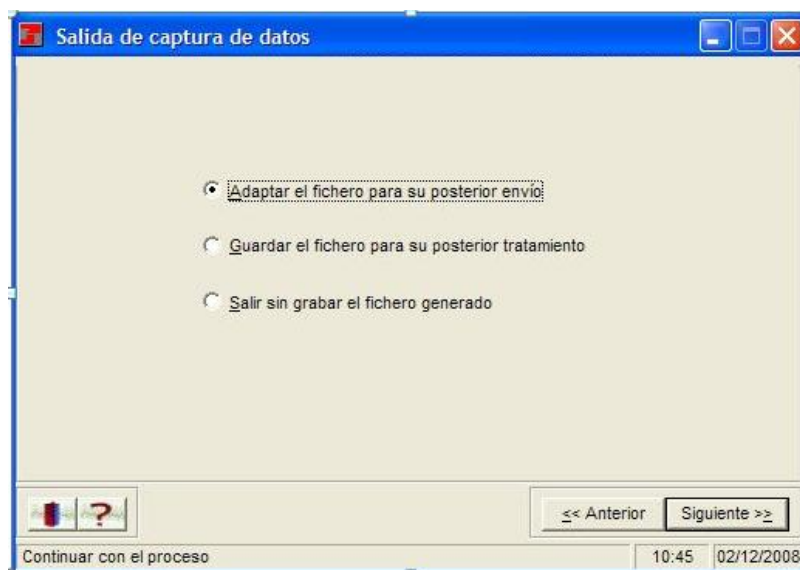 Salida de captura de datos
Adaptar el fichero para su posterior envío
Guardar el fichero para su posterior tratamiento
Salir sin grabar el fichero generado
?
<< Anterior Siguiente >>
Continuar con el proceso 10:45 02/12/2008